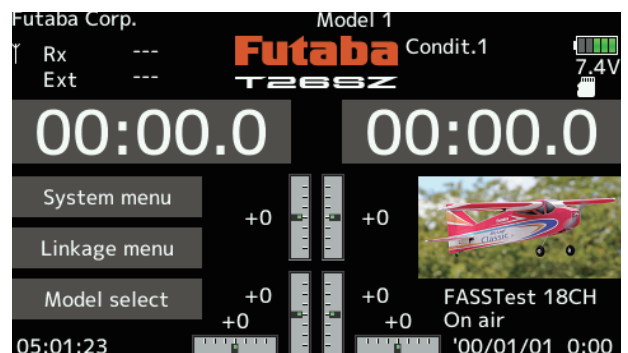 Futaba Corp. Model 1
Rx ---
Ext ---
Futaba
T26SZ
Condit.1
7.4V
00:00.0 00:00.0
System menu
Linkage menu
Model select
+0 +0
+0 +0
+0 +0
Classic
FASSTest 18CH
On air
05:01:23 '00/01/01 0:00